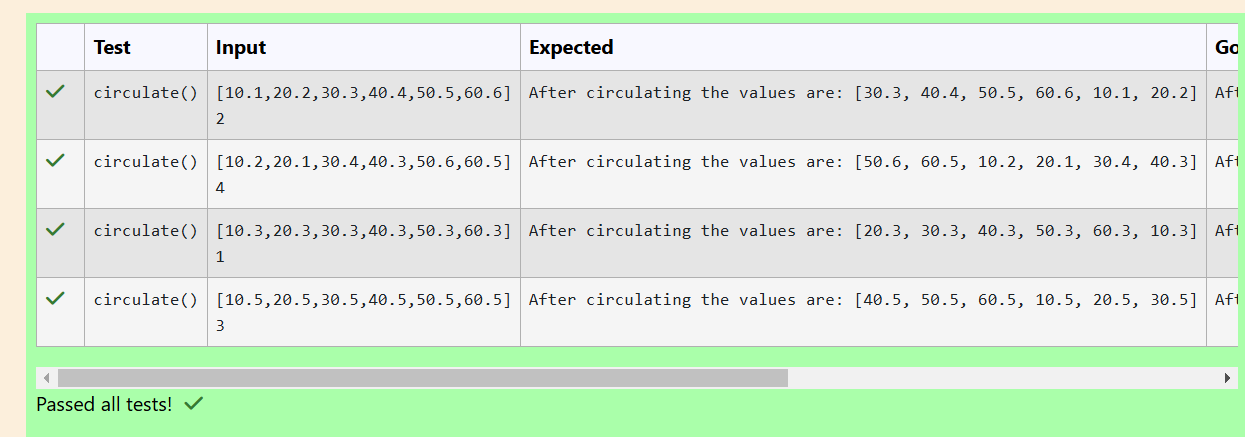 Test Input Expected Go
circulate() [10.1,20.2,30.3,40.4,50.5,60.6] After circulating the values are: [30.3, 40.4, 50.5, 60.6, 10.1, 20.2] Aft
2
circulate() [10.2,20.1,30.4,40.3,50.6,60.5] After circulating the values are: [50.6, 60.5, 10.2, 20.1, 30.4, 40.3] Aft
4
circulate() [10.3,20.3,30.3,40.3,50.3,60.3] After circulating the values are: [20.3, 30.3, 40.3, 50.3, 60.3, 10.3] Aft
1
circulate() [10.5,20.5,30.5,40.5,50.5,60.5] After circulating the values are: [40.5, 50.5, 60.5, 10.5, 20.5, 30.5] Aft
3
Passed all tests!